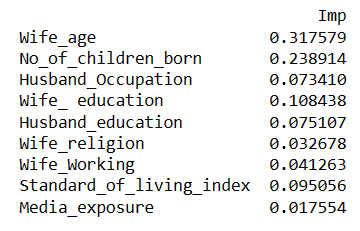 Imp
Wife_age 0.317579
No_of_children_born 0.238914
Husband_Occupation 0.073410
Wife_ education 0.108438
Husband_education 0.075107
Wife_religion 0.032678
Wife_Working 0.041263
Standard_of_living_index 0.095056
Media_exposure 0.017554